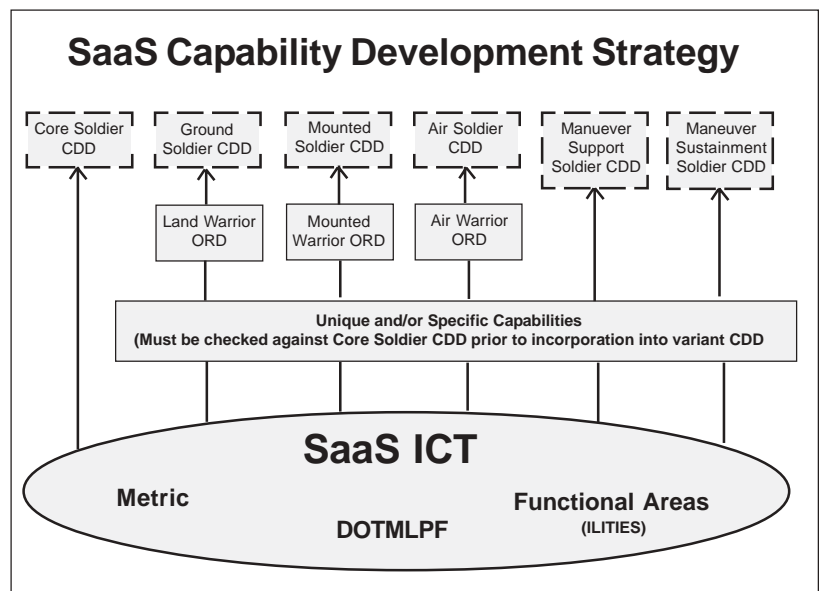 SaaS Capability Development Strategy
Core Soldier
CDD
Ground
Soldier CDD
Mounted
Soldier CDD
Air Soldier
CDD
Manuever
Support
Soldier CDD
Maneuver
Sustainment
Soldier CDD
Land Warrior
ORD
Mounted
Warrior ORD
Air Warrior
ORD
Unique and/or Specific Capabilities
(Must be checked against Core Soldier CDD prior to incorporation into variant CDD
SaaS ICT
Metric
DOTMLPF
Functional Areas
(ILITIES)